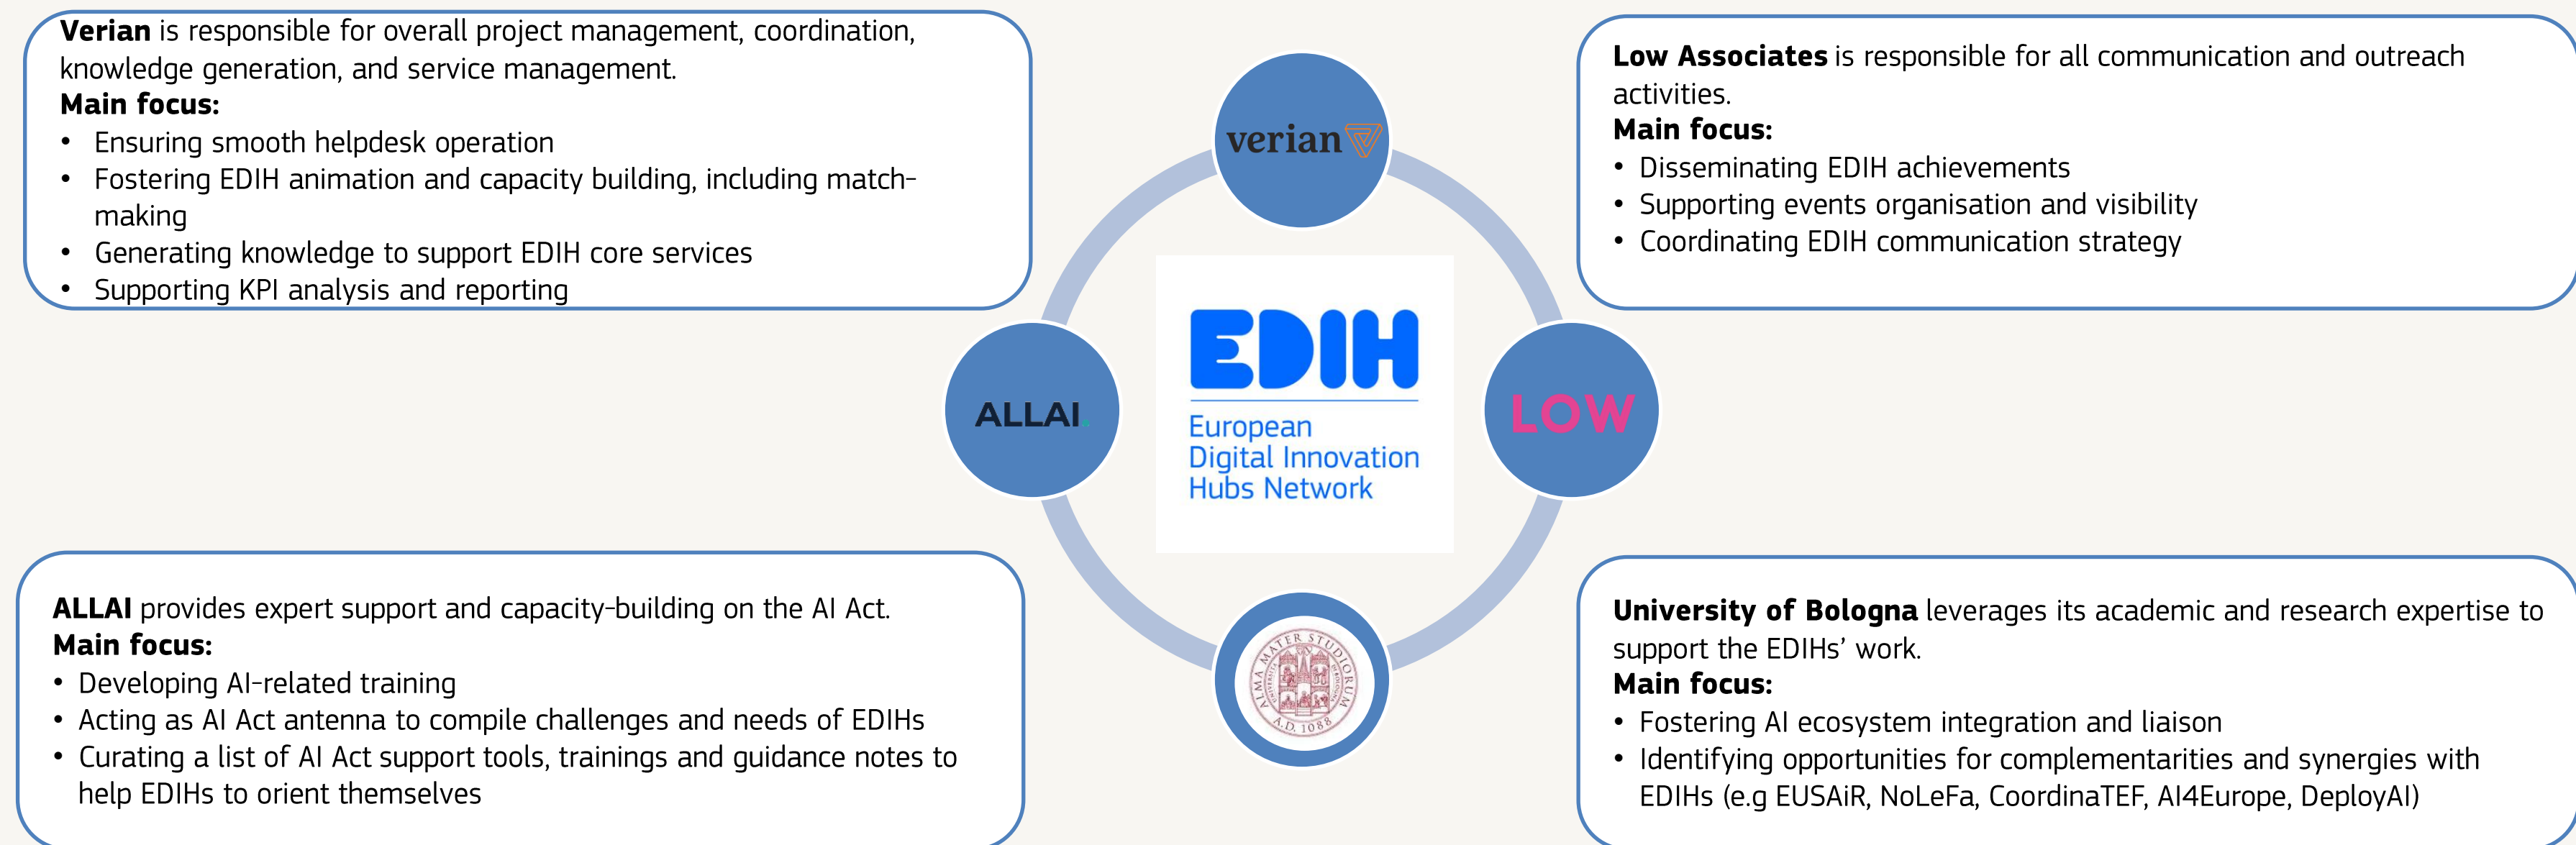 Verian is responsible for overall project management, coordination,
knowledge generation, and service management.
Main focus:
• Ensuring smooth helpdesk operation
• Fostering EDIH animation and capacity building, including match-
making
• Generating knowledge to support EDIH core services
• Supporting KPI analysis and reporting
Low Associates is responsible for all communication and outreach
activities.
Main focus:
• Disseminating EDIH achievements
• Supporting events organisation and visibility
• Coordinating EDIH communication strategy
verian
ALLAI.
EDIH
European
Digital Innovation
Hubs Network
LOW
ALMA MATER STUDIORUM
A.D. 1088
ALLAI provides expert support and capacity-building on the AI Act.
Main focus:
• Developing AI-related training
• Acting as AI Act antenna to compile challenges and needs of EDIHs
• Curating a list of AI Act support tools, trainings and guidance notes to
help EDIHs to orient themselves
University of Bologna leverages its academic and research expertise to
support the EDIHs’ work.
Main focus:
• Fostering AI ecosystem integration and liaison
• Identifying opportunities for complementarities and synergies with
EDIHs (e.g EUSAiR, NoLeFa, CoordinaTEF, AI4Europe, DeployAI)